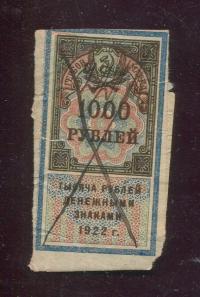 1000
РУБЛЕЙ
ТЫСЯЧА РУБЛЕЙ
ДЕНЕЖНЫМИ
ЗНАКАМИ
1922 г.